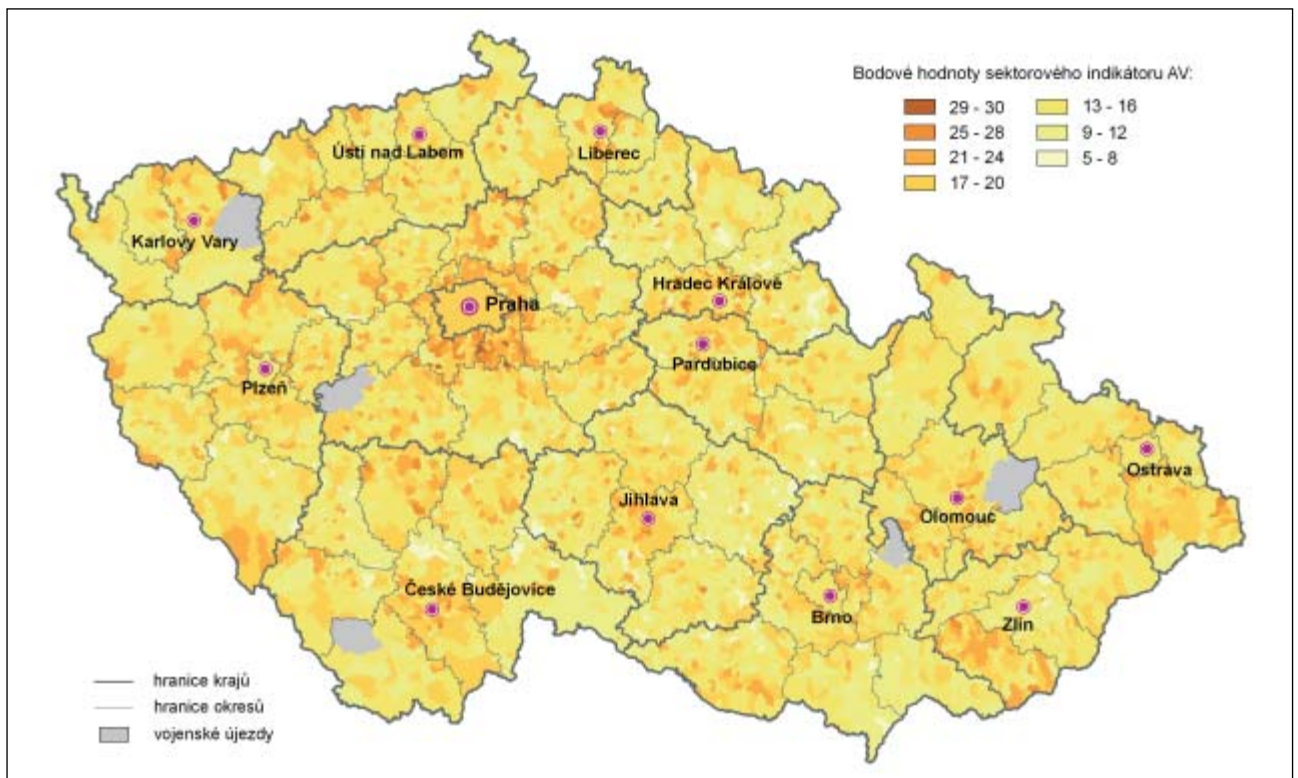 Bodové hodnoty sektorového indikátoru AV:
29 - 30
25 - 28
21 - 24
17 - 20
13 - 16
9 - 12
5 - 8
Ústí nad Labem
Liberec
Karlovy Vary
Praha
Hradec Králové
Pardubice
Plzeň
Ostrava
Jihlava
Olomouc
České Budějovice
Brno
Zlín
hranice krajů
hranice okresů
vojenské újezdy